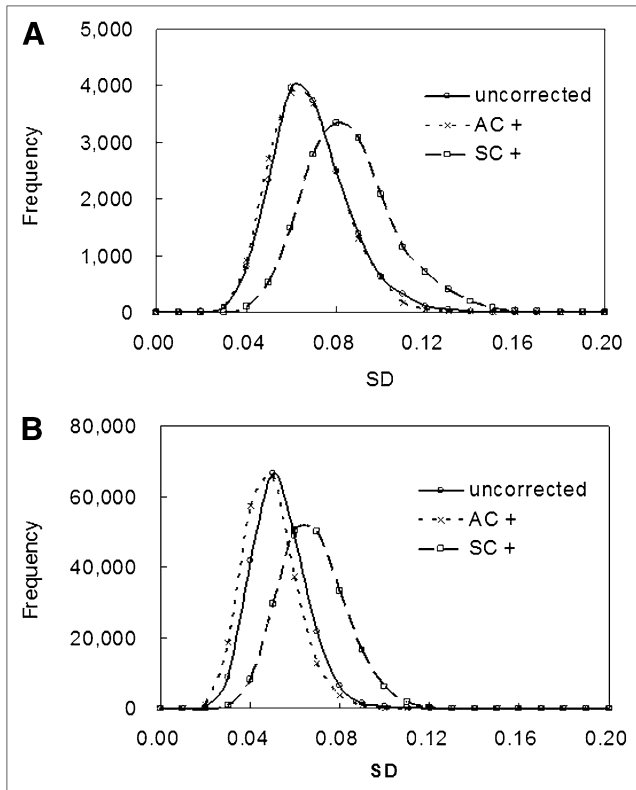 A
5,000
4,000
3,000
2,000
1,000
0
Frequency
uncorrected
AC +
SC +
0.00 0.04 0.08 0.12 0.16 0.20
SD
B
80,000
60,000
40,000
20,000
0
Frequency
uncorrected
AC +
SC +
0.00 0.04 0.08 0.12 0.16 0.20
SD